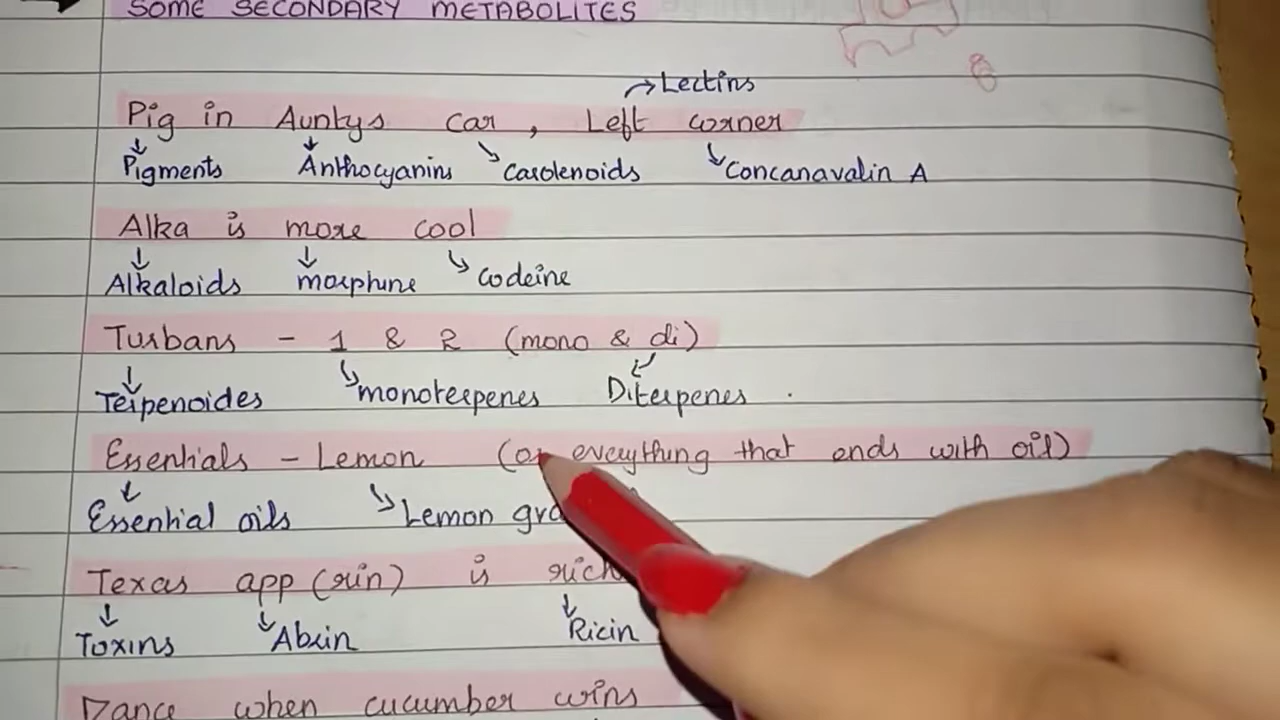 SOME SECONDARY METABOLITES
Lectins
Pig in Auntys car, Left corner
Pigments Anthocyanins Carotenoids Concanavalin A
Alka is more cool
Alkaloids morphine Codeine
Turbans - 1 & 2 (mono & di)
Terpenoides monoterpenes Diterpenes
Essentials - Lemon (or everything that ends with oil)
Essential oils Lemon gra
Texas app (rin) is rich
Toxins Abrin Ricin
Dance when cucumber wins